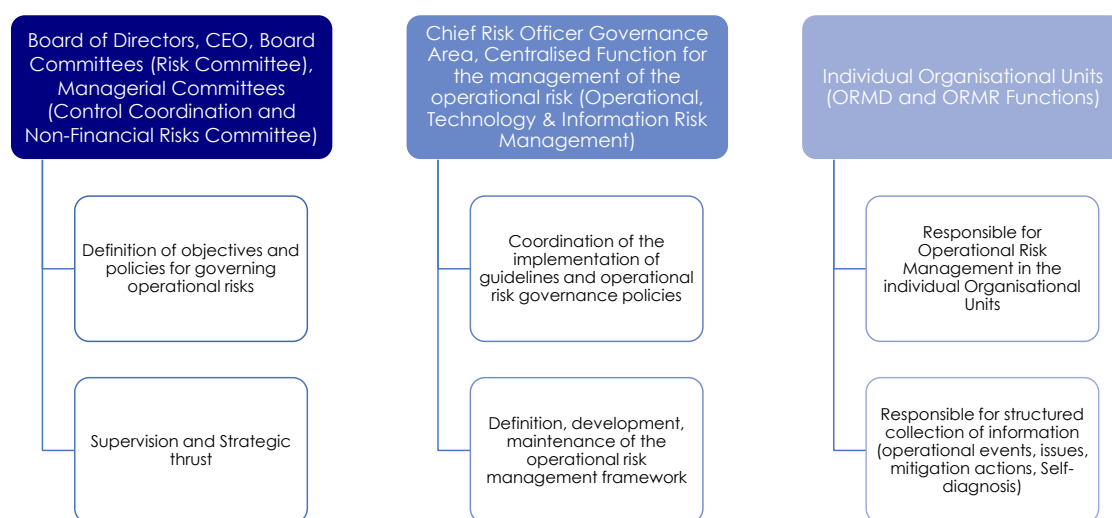 Board of Directors, CEO, Board
Committees (Risk Committee),
Managerial Committees
(Control Coordination and
Non-Financial Risks Committee)
Definition of objectives and
policies for governing
operational risks
Supervision and Strategic
thrust
Chief Risk Officer Governance
Area, Centralised Function for
the management of the
operational risk (Operational,
Technology & Information Risk
Management)
Coordination of the
implementation of
guidelines and operational
risk governance policies
Definition, development,
maintenance of the
operational risk
management framework
Individual Organisational Units
(ORMD and ORMR Functions)
Responsible for
Operational Risk
Management in the
individual Organisational
Units
Responsible for structured
collection of information
(operational events, issues,
mitigation actions, Self-
diagnosis)